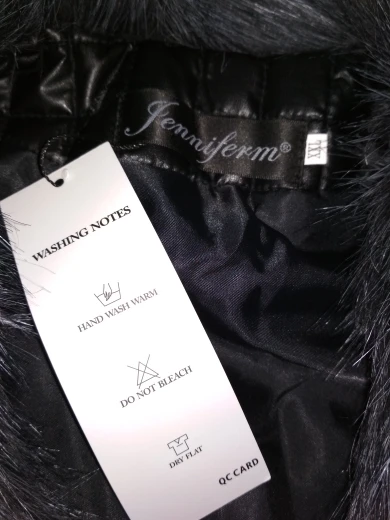 Jenniferm®
XXL
WASHING NOTES
HAND WASH WARM
DO NOT BLEACH
DRY FLAT
QC CARD